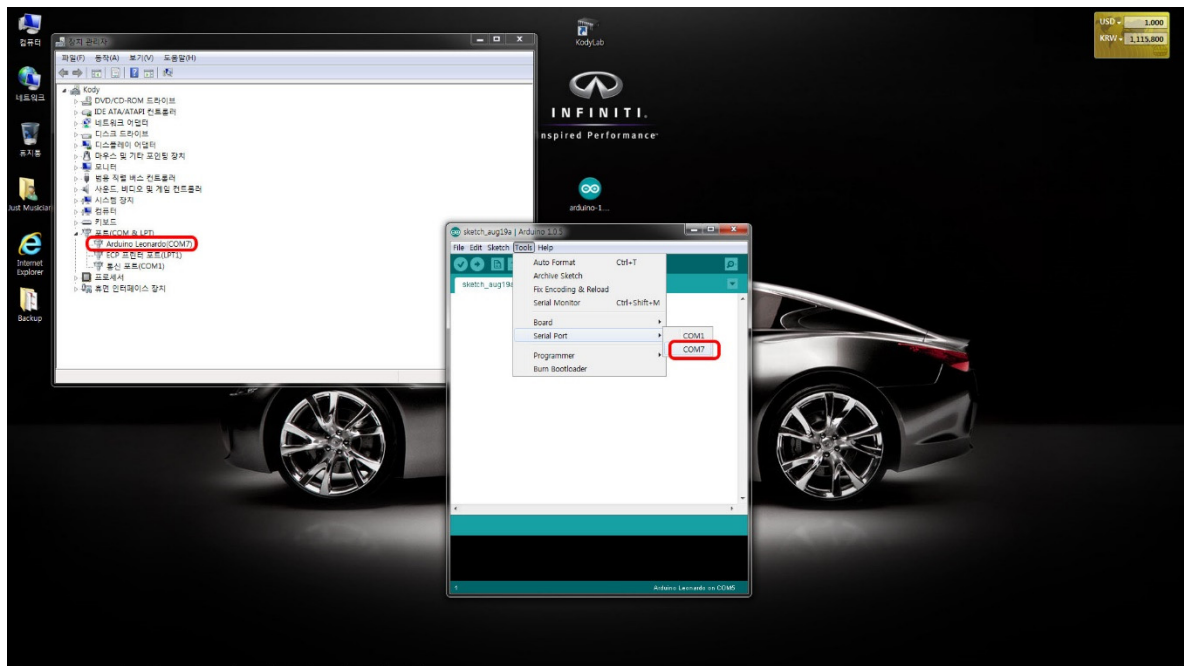 컴퓨터
네트워크
휴지통
Just Musician
Internet
Explorer
Backup
장치 관리자
파일(F) 동작(A) 보기(V) 도움말(H)
Kody
DVD/CD-ROM 드라이브
IDE ATA/ATAPI 컨트롤러
네트워크 어댑터
디스크 드라이브
디스플레이 어댑터
마우스 및 기타 포인팅 장치
모니터
범용 직렬 버스 컨트롤러
사운드, 비디오 및 게임 컨트롤러
시스템 장치
컴퓨터
키보드
포트(COM & LPT)
Arduino Leonardo(COM7)
ECP 프린터 포트(LPT1)
통신 포트(COM1)
프로세서
휴먼 인터페이스 장치
KodyLab
INFINITI.
nspired Performance
arduino-1...
USD 1.000
KRW 1,115.800
sketch_aug19a | Arduino 1.0.5
File Edit Sketch Tools Help
sketch_aug19a
Auto Format Ctrl+T
Archive Sketch
Fix Encoding & Reload
Serial Monitor Ctrl+Shift+M
Board
Serial Port
Programmer
Burn Bootloader
COM1
COM7
1 Arduino Leonardo on COM5